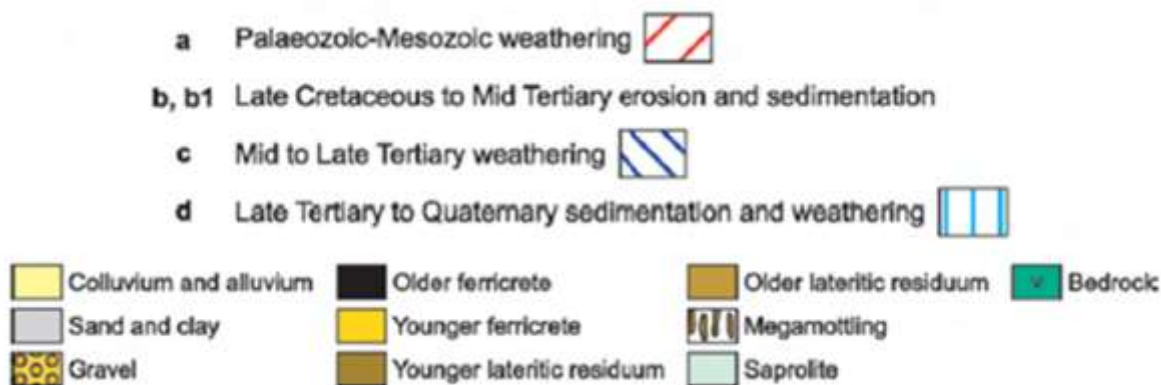 a Palaeozoic-Mesozoic weathering
b, b1 Late Cretaceous to Mid Tertiary erosion and sedimentation
c Mid to Late Tertiary weathering
d Late Tertiary to Quaternary sedimentation and weathering
Colluvium and alluvium Older ferricrete Older lateritic residuum v Bedrock
Sand and clay Younger ferricrete Megamottling
Gravel Younger lateritic residuum Saprolite